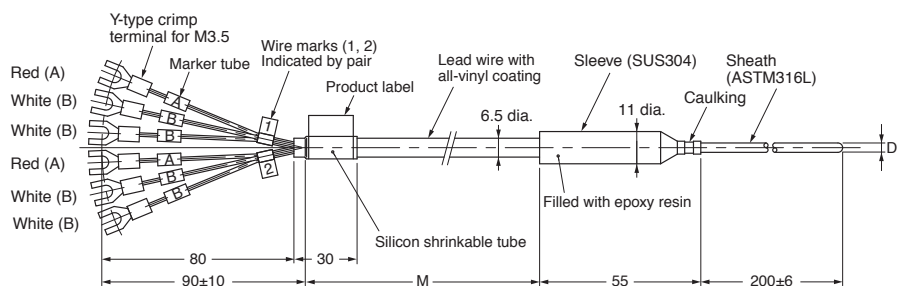 Y-type crimp
terminal for M3.5
Marker tube
Wire marks (1, 2)
Indicated by pair
Product label
Lead wire with
all-vinyl coating
Sleeve (SUS304)
Sheath
(ASTM316L)
Caulking
6.5 dia.
11 dia.
Red (A)
White (B)
White (B)
Red (A)
White (B)
White (B)
A
B
B
A
B
B
1
2
D
Filled with epoxy resin
Silicon shrinkable tube
80
30
90±10
M
55
200±6